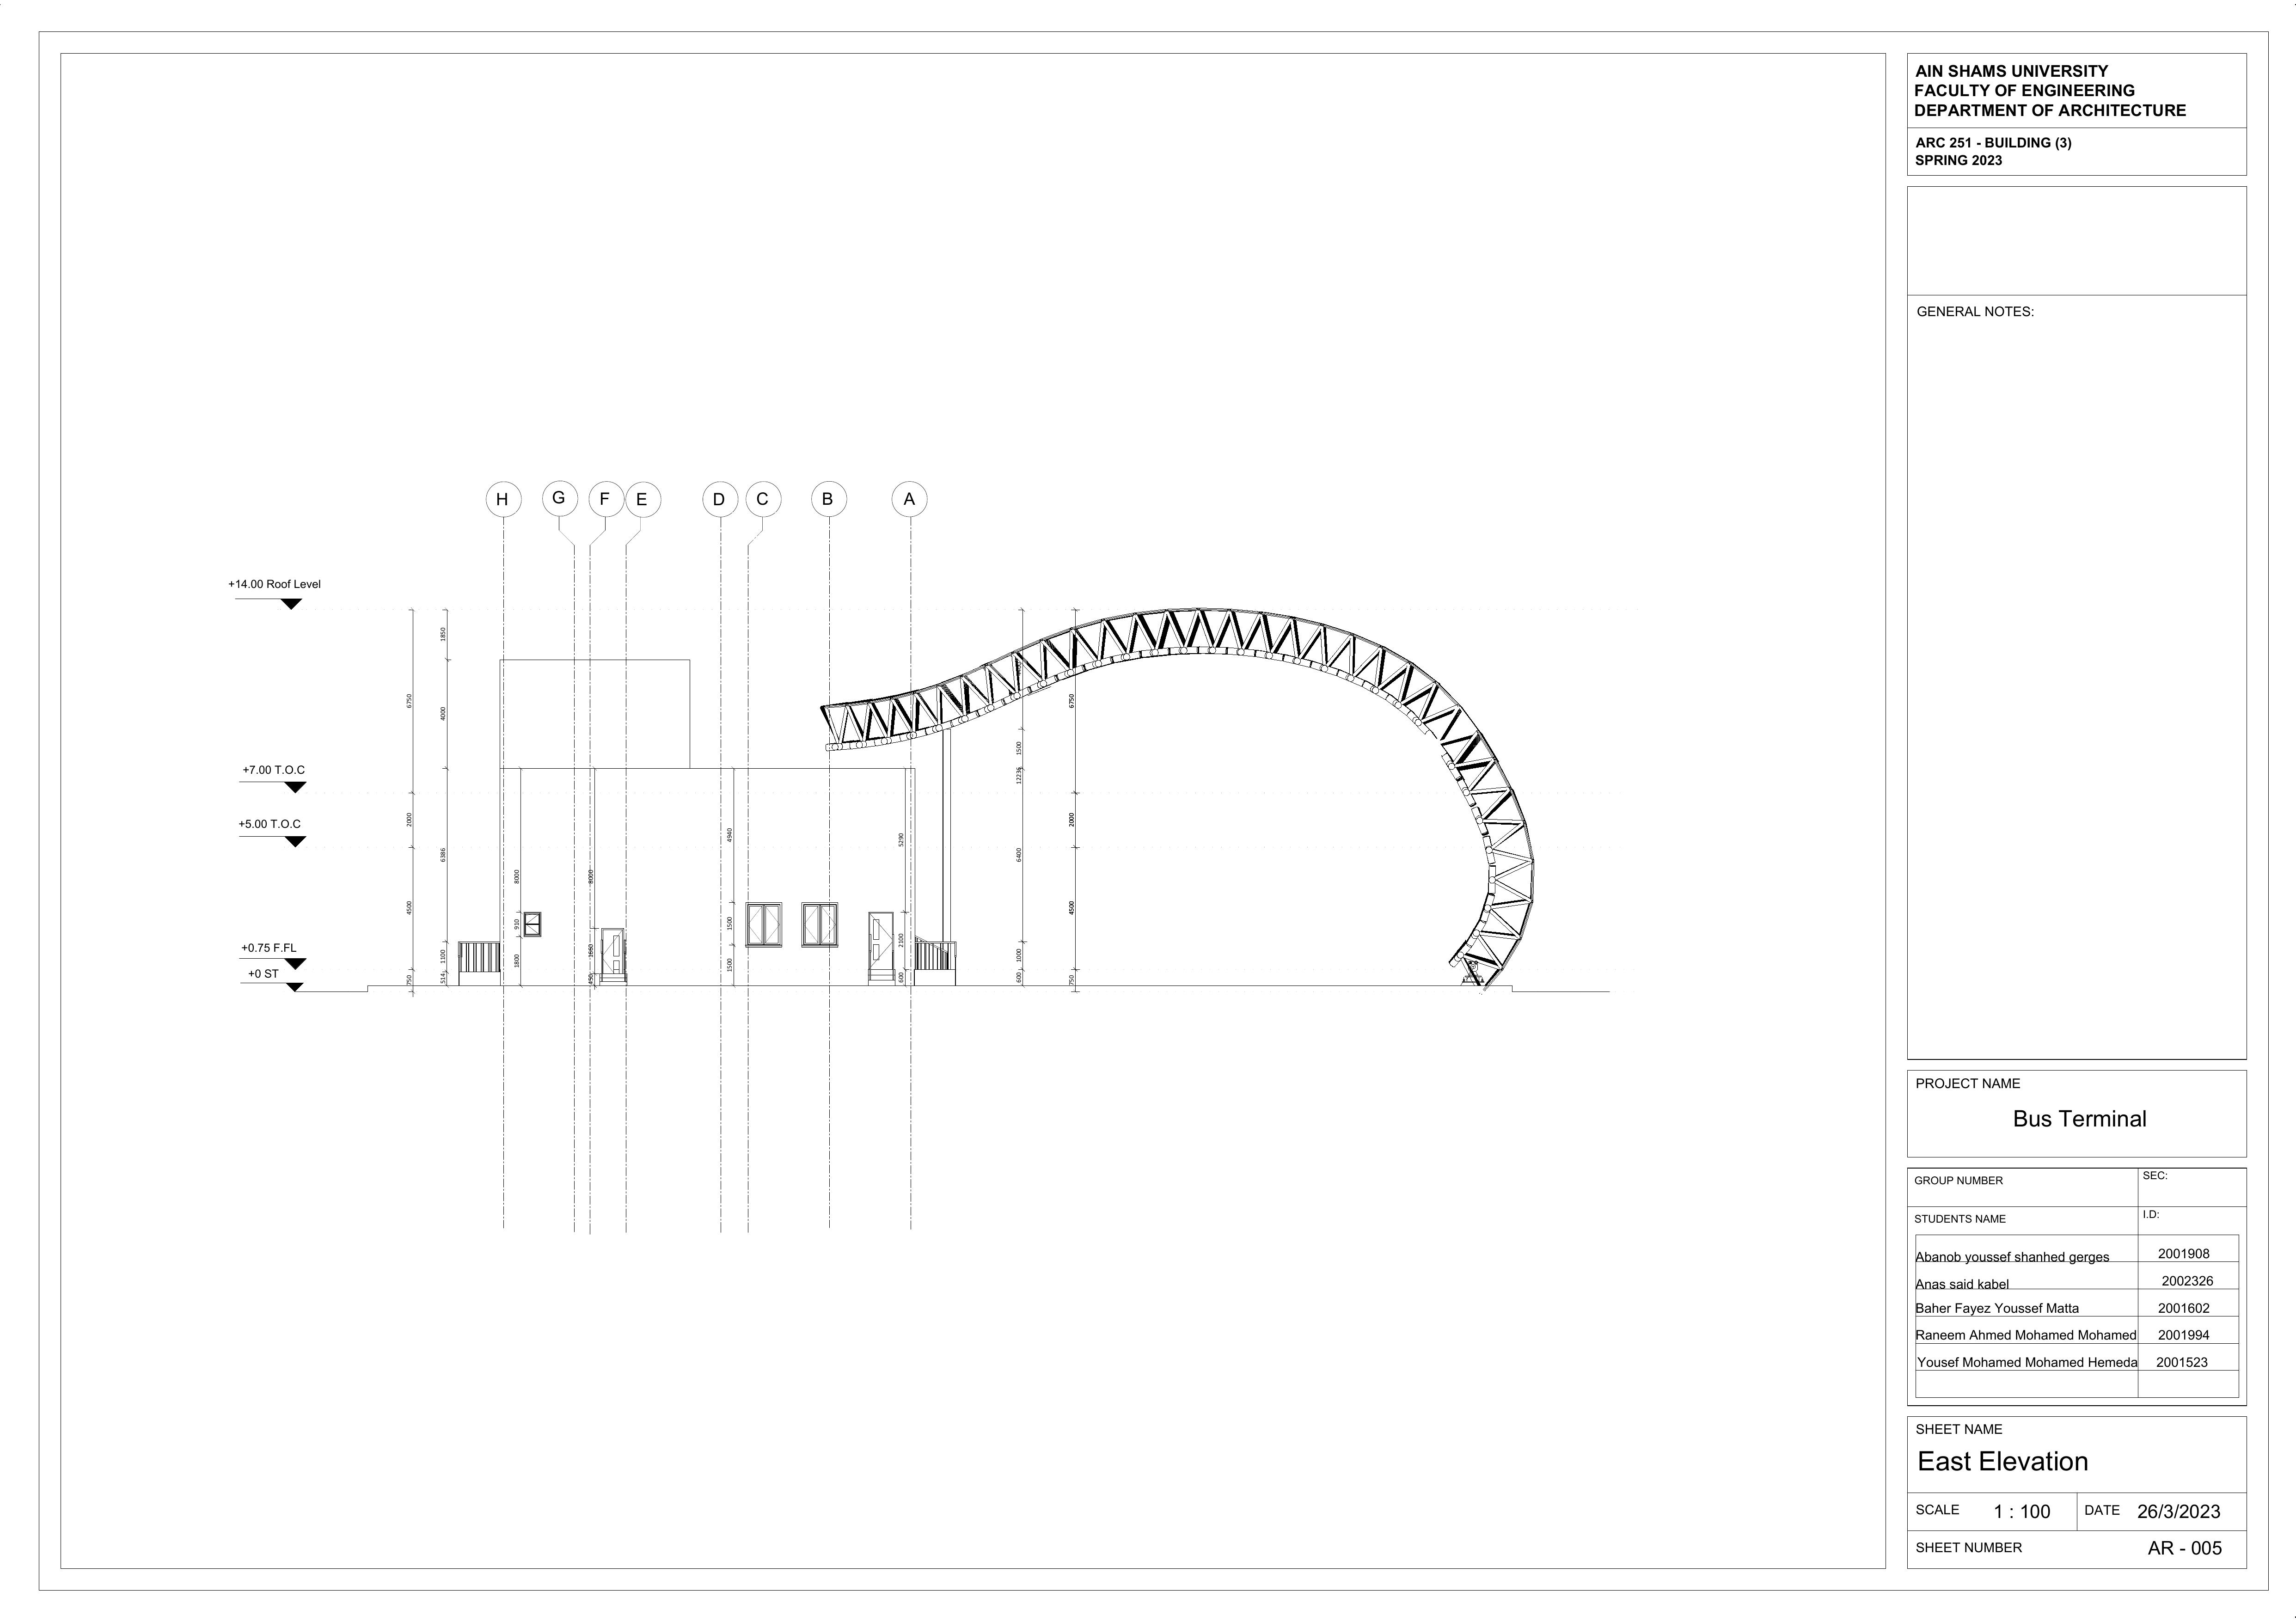 AIN SHAMS UNIVERSITY
FACULTY OF ENGINEERING
DEPARTMENT OF ARCHITECTURE
ARC 251 - BUILDING (3)
SPRING 2023
GENERAL NOTES:
H G F E D C B A
+14.00 Roof Level
+7.00 T.O.C
+5.00 T.O.C
+0.75 F.FL
+0 ST
6750
2000
4500
750
1850
4000
6386
1100
514
8000
910
1800
8000
450
4940
1500
1500
5290
2100
600
1500
12236
6400
1000
600
6750
2000
4500
750
PROJECT NAME
Bus Terminal
GROUP NUMBER
SEC:
STUDENTS NAME
I.D:
Abanob youssef shanhed gerges 2001908
Anas said kabel 2002326
Baher Fayez Youssef Matta 2001602
Raneem Ahmed Mohamed Mohamed 2001994
Yousef Mohamed Mohamed Hemeda 2001523
SHEET NAME
East Elevation
SCALE 1 : 100 DATE 26/3/2023
SHEET NUMBER AR - 005